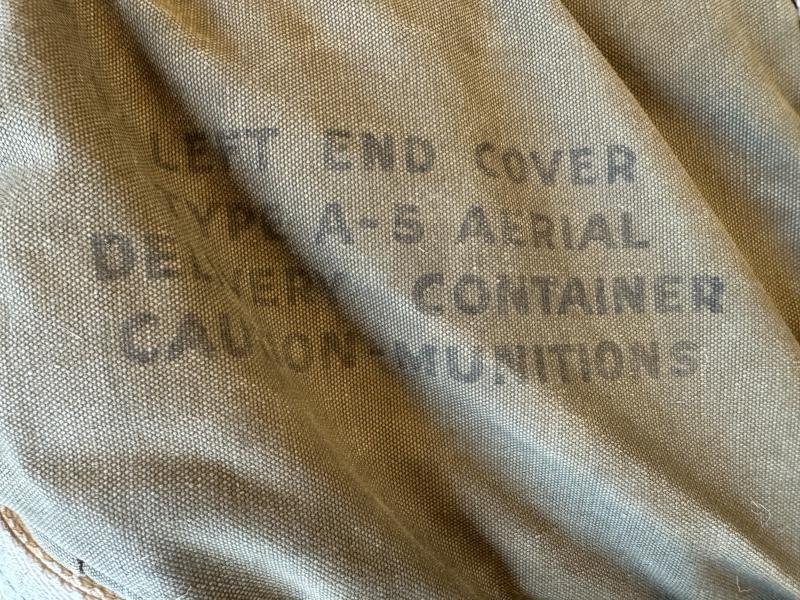 LEFT END COVER
TYPE A-5 AERIAL
DELIVERY CONTAINER
CAUTION-MUNITIONS